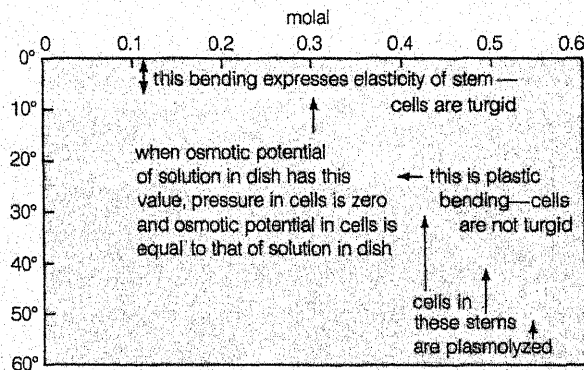 molal
0 0.1 0.2 0.3 0.4 0.5 0.6
0°
this bending expresses elasticity of stem—
cells are turgid
10°
when osmotic potential
of solution in dish has this
value, pressure in cells is zero
and osmotic potential in cells is
equal to that of solution in dish
20°
this is plastic
bending—cells
are not turgid
30°
40°
cells in
these stems
are plasmolyzed
50°
60°